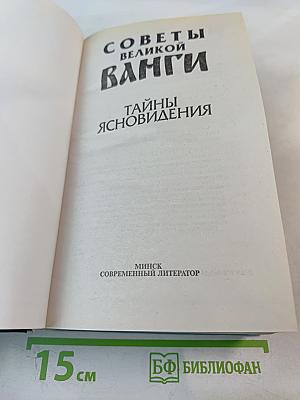 СОВЕТЫ
ВЕЛИКОЙ
ВАНГИ
ТАЙНЫ
ЯСНОВИДЕНИЯ
МИНСК
СОВРЕМЕННЫЙ ЛИТЕРАТОР
15 см
БФ БИБЛИОФАН